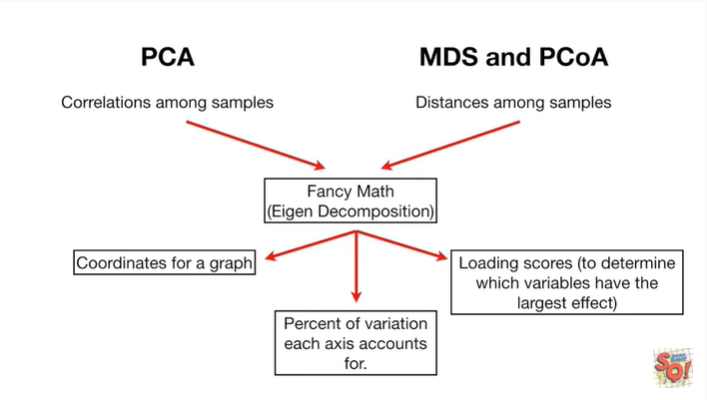 PCA
MDS and PCoA
Correlations among samples
Distances among samples
Fancy Math
(Eigen Decomposition)
Coordinates for a graph
Loading scores (to determine
which variables have the
largest effect)
Percent of variation
each axis accounts
for.
SQ!